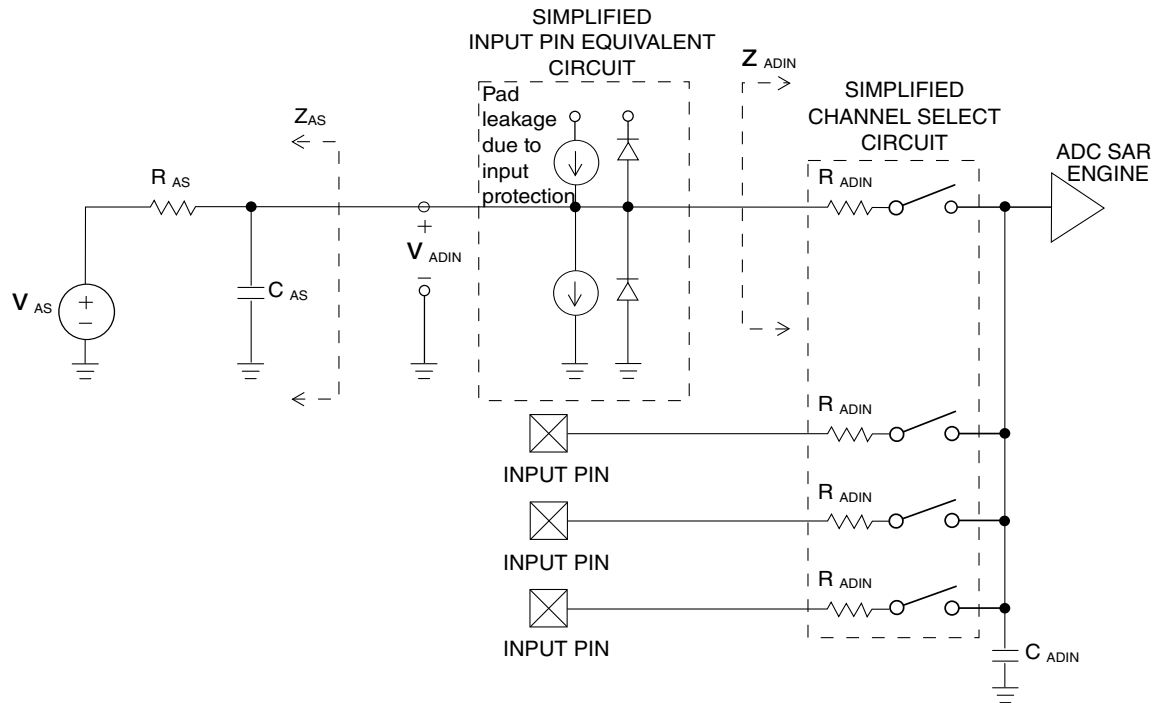 SIMPLIFIED
INPUT PIN EQUIVALENT
CIRCUIT
Z ADIN
SIMPLIFIED
CHANNEL SELECT
CIRCUIT
Pad
leakage
due to
input
protection
Z AS
ADC SAR
ENGINE
R AS
R ADIN
+
V ADIN
−
V AS
+
−
C AS
R ADIN
INPUT PIN
R ADIN
INPUT PIN
R ADIN
INPUT PIN
C ADIN